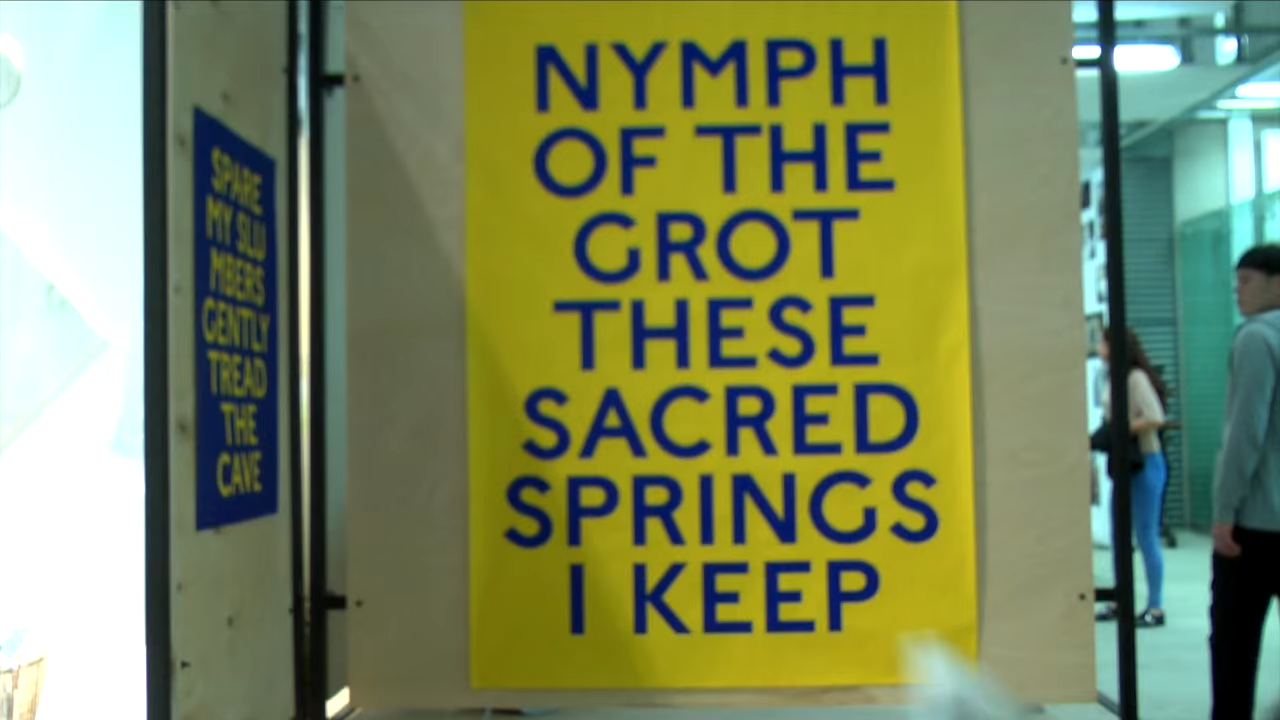 SPARE
MY SLU
MBERS
GENTLY
TREAD
THE
CAVE
NYMPH
OF THE
GROT
THESE
SACRED
SPRINGS
I KEEP